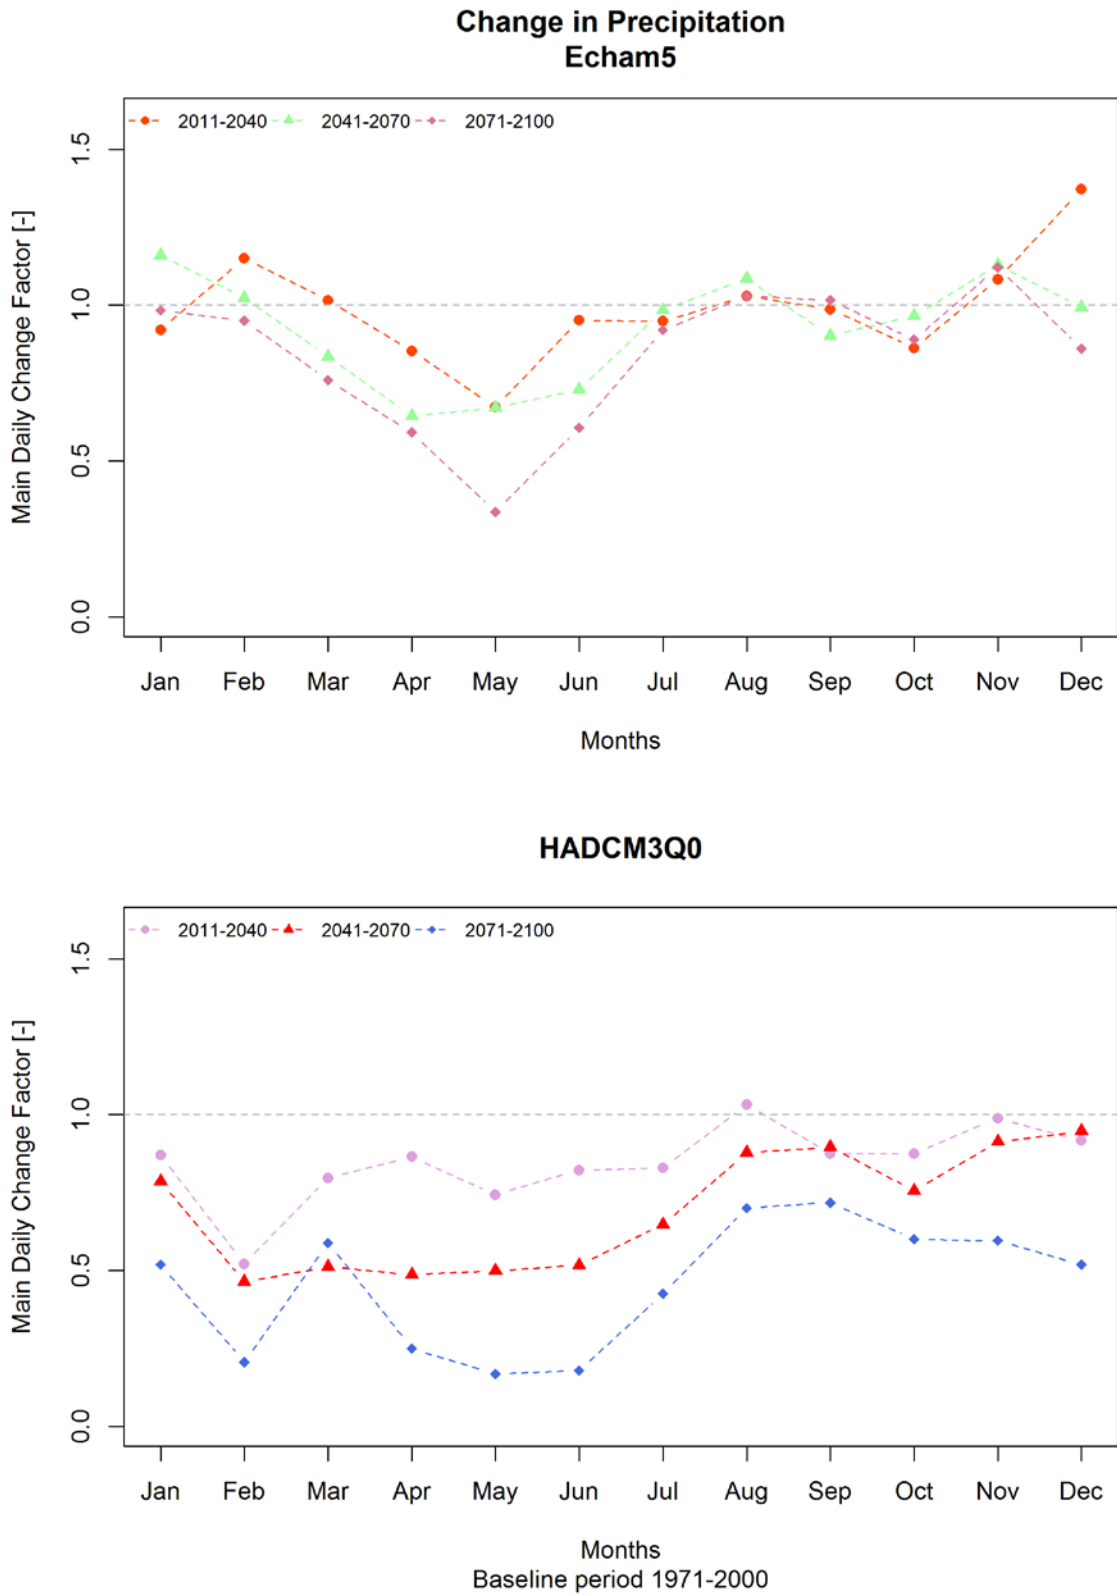 Change in Precipitation
Echam5
2011-2040 2041-2070 2071-2100
Main Daily Change Factor [-]
1.5
1.0
0.5
0.0
Jan Feb Mar Apr May Jun Jul Aug Sep Oct Nov Dec
Months
HADCM3Q0
2011-2040 2041-2070 2071-2100
Main Daily Change Factor [-]
1.5
1.0
0.5
0.0
Jan Feb Mar Apr May Jun Jul Aug Sep Oct Nov Dec
Months
Baseline period 1971-2000